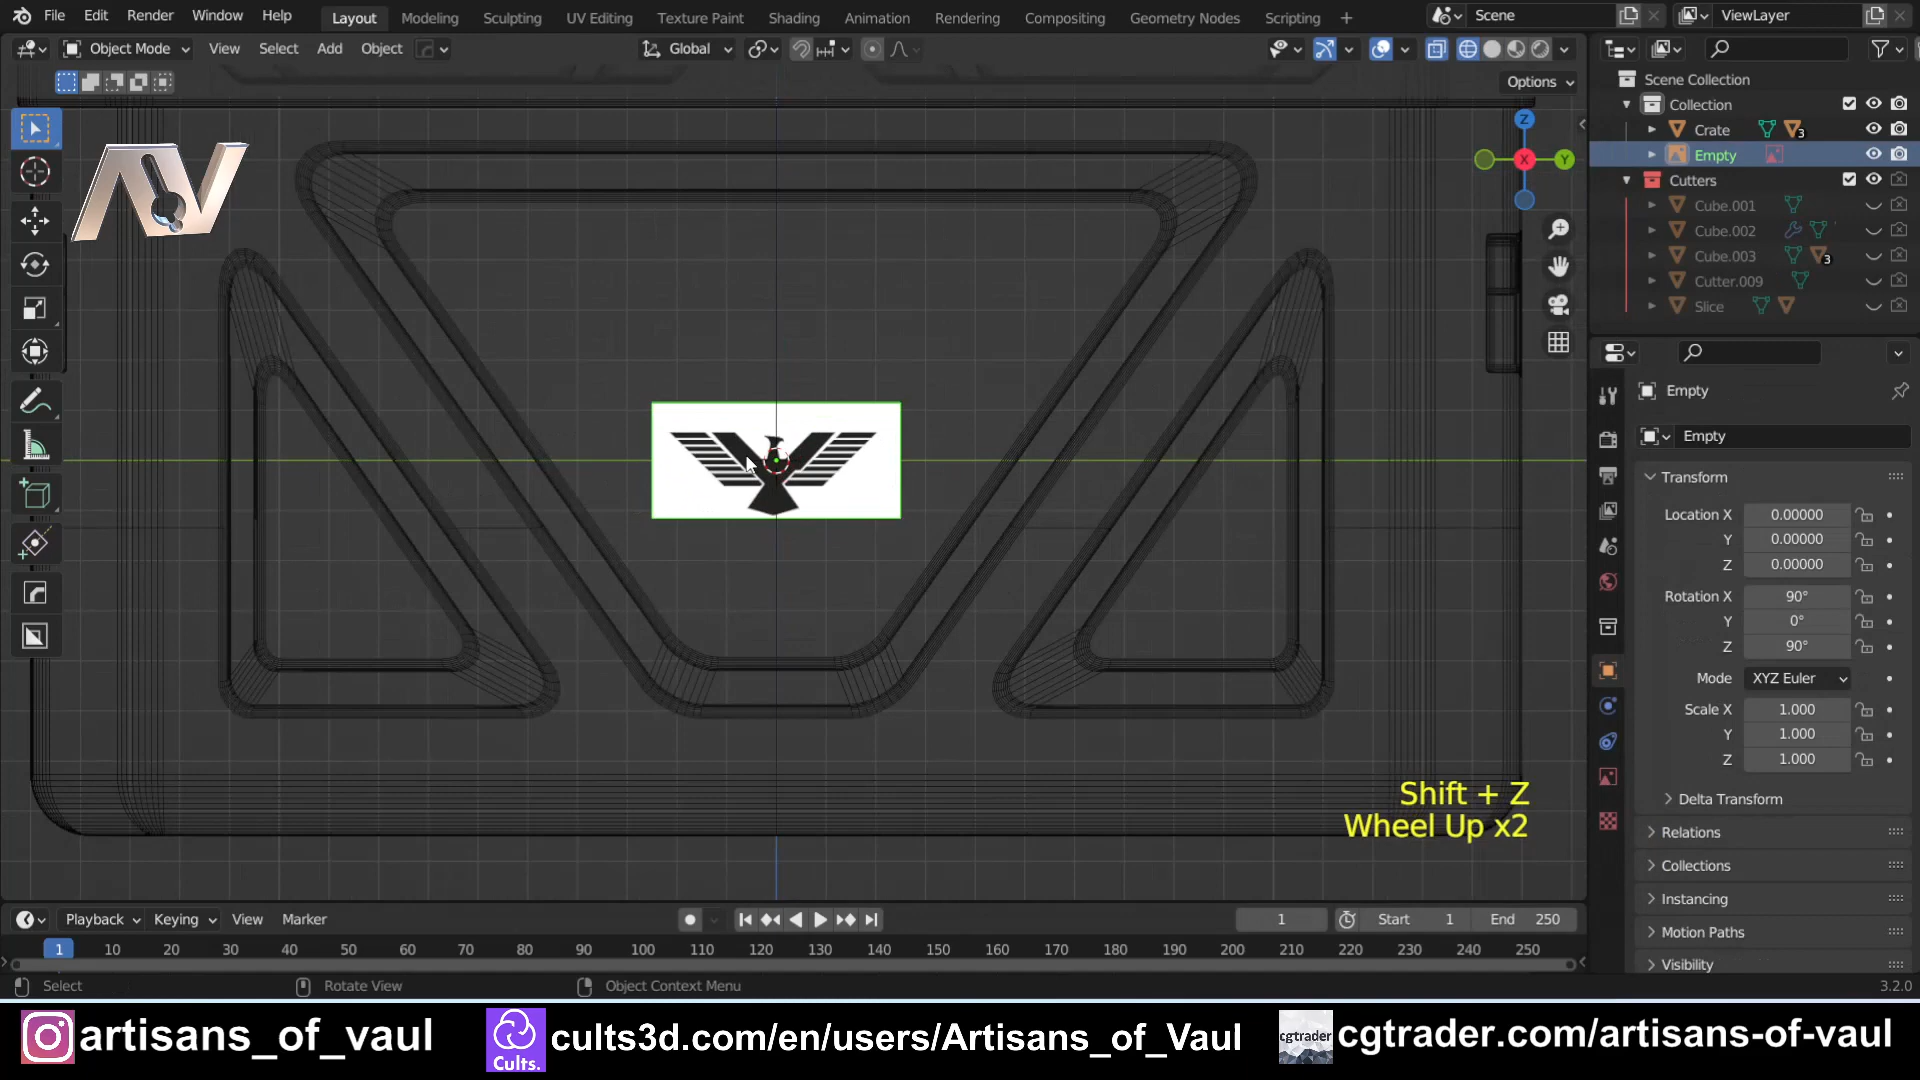 File Edit Render Window Help Layout Modeling Sculpting UV Editing Texture Paint Shading Animation Rendering Compositing Geometry Nodes Scripting + Scene ViewLayer
Object Mode View Select Add Object Global
Options
Scene Collection
Collection
Crate 3
Empty
Cutters
Cube.001
Cube.002
Cube.003 3
Cutter.009
Slice
AV
Z
X
Y
Empty
Empty
Transform
Location X 0.00000
Y 0.00000
Z 0.00000
Rotation X 90°
Y 0°
Z 90°
Mode XYZ Euler
Scale X 1.000
Y 1.000
Z 1.000
Delta Transform
Relations
Collections
Instancing
Motion Paths
Visibility
Shift + Z
Wheel Up x2
Playback Keying View Marker 1 Start 1 End 250
1 10 20 30 40 50 60 70 80 90 100 110 120 130 140 150 160 170 180 190 200 210 220 230 240 250
Select Rotate View Object Context Menu 3.2.0
artisans_of_vaul Cults. cults3d.com/en/users/Artisans_of_Vaul cgtrader cgtrader.com/artisans-of-vaul